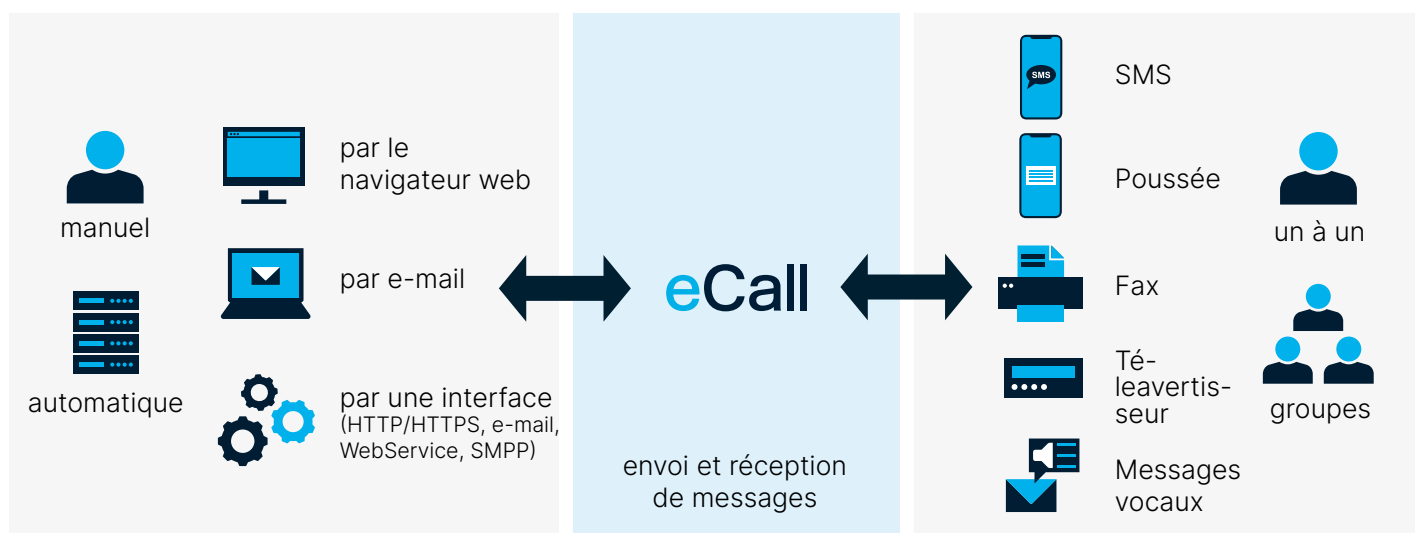 manuel
automatique
par le
navigateur web
par e-mail
par une interface
(HTTP/HTTPS, e-mail,
WebService, SMPP)
eCall
envoi et réception
de messages
SMS
SMS
Poussée
Fax
Té-
leavertis-
seur
Messages
vocaux
un à un
groupes